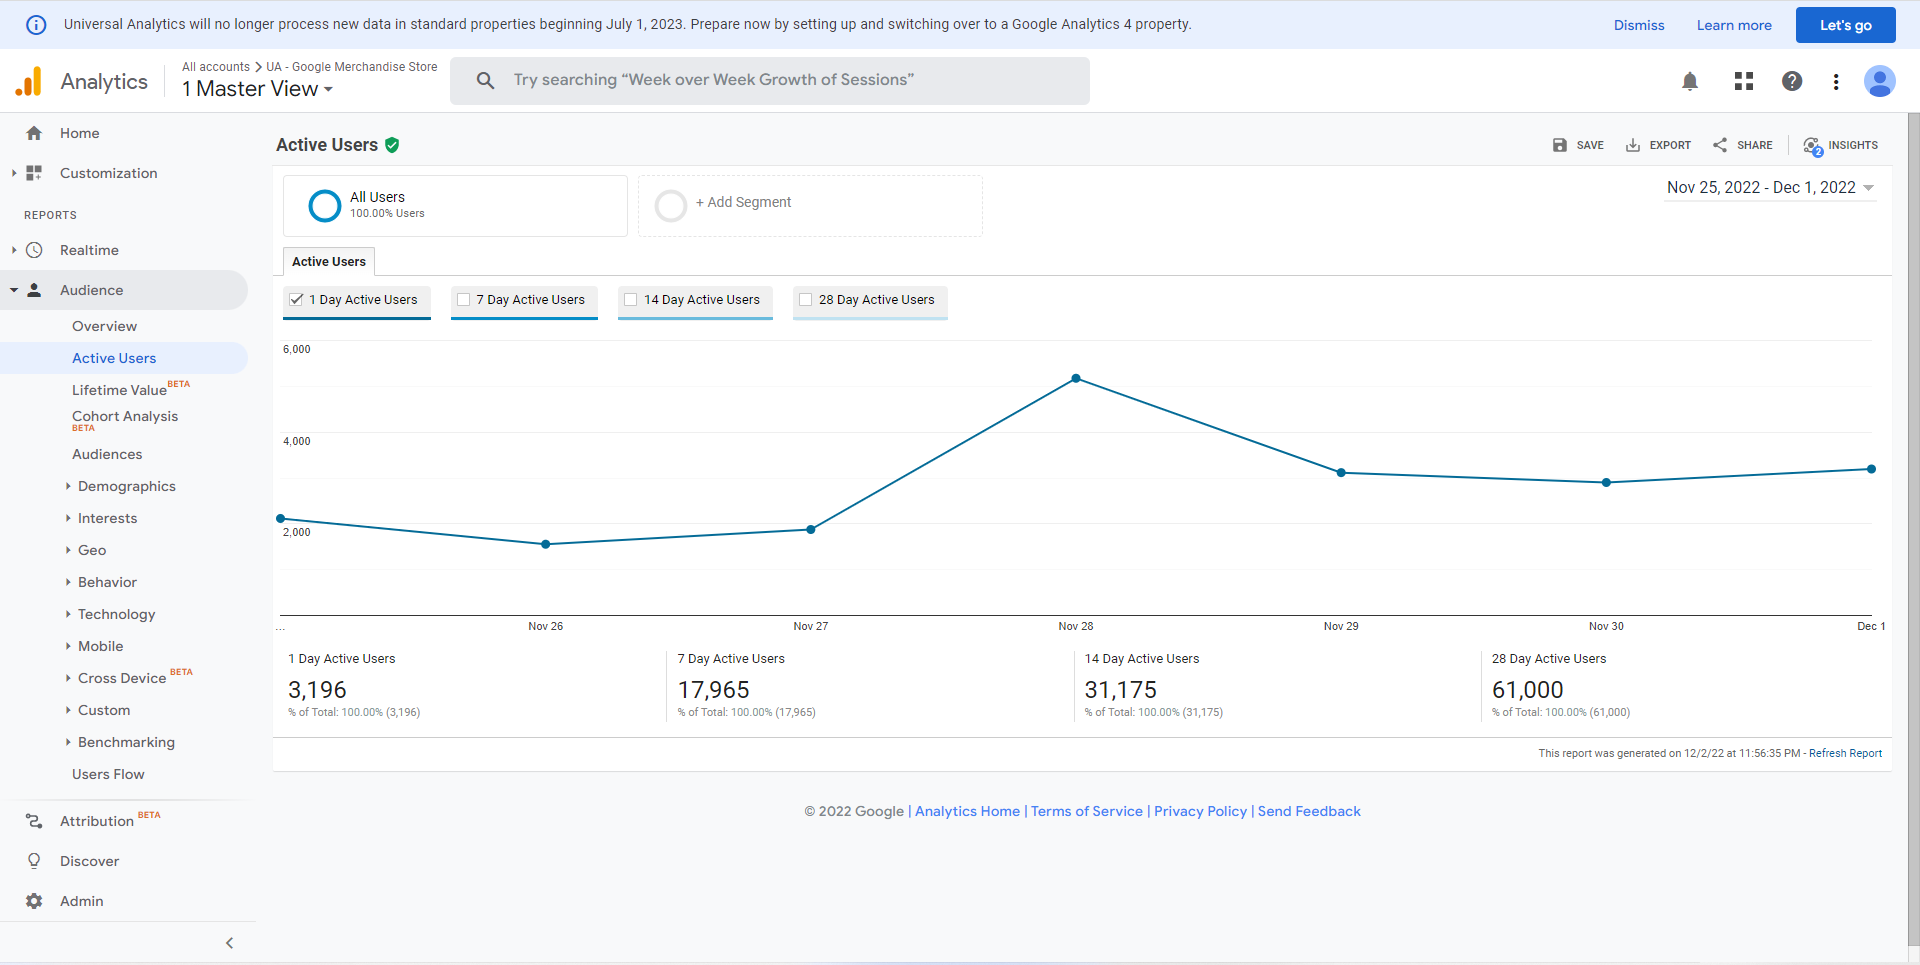 Universal Analytics will no longer process new data in standard properties beginning July 1, 2023. Prepare now by setting up and switching over to a Google Analytics 4 property.
Dismiss
Learn more
Let's go
Analytics
All accounts > UA - Google Merchandise Store
1 Master View
Try searching “Week over Week Growth of Sessions”
Home
Customization
REPORTS
Realtime
Audience
Overview
Active Users
Lifetime Value BETA
Cohort Analysis
BETA
Audiences
Demographics
Interests
Geo
Behavior
Technology
Mobile
Cross Device BETA
Custom
Benchmarking
Users Flow
Attribution BETA
Discover
Admin
Active Users
SAVE
EXPORT
SHARE
2
INSIGHTS
All Users
100.00% Users
+ Add Segment
Nov 25, 2022 - Dec 1, 2022
Active Users
1 Day Active Users
7 Day Active Users
14 Day Active Users
28 Day Active Users
6,000
4,000
2,000
...
Nov 26
Nov 27
Nov 28
Nov 29
Nov 30
Dec 1
1 Day Active Users
3,196
% of Total: 100.00% (3,196)
7 Day Active Users
17,965
% of Total: 100.00% (17,965)
14 Day Active Users
31,175
% of Total: 100.00% (31,175)
28 Day Active Users
61,000
% of Total: 100.00% (61,000)
This report was generated on 12/2/22 at 11:56:35 PM - Refresh Report
© 2022 Google | Analytics Home | Terms of Service | Privacy Policy | Send Feedback